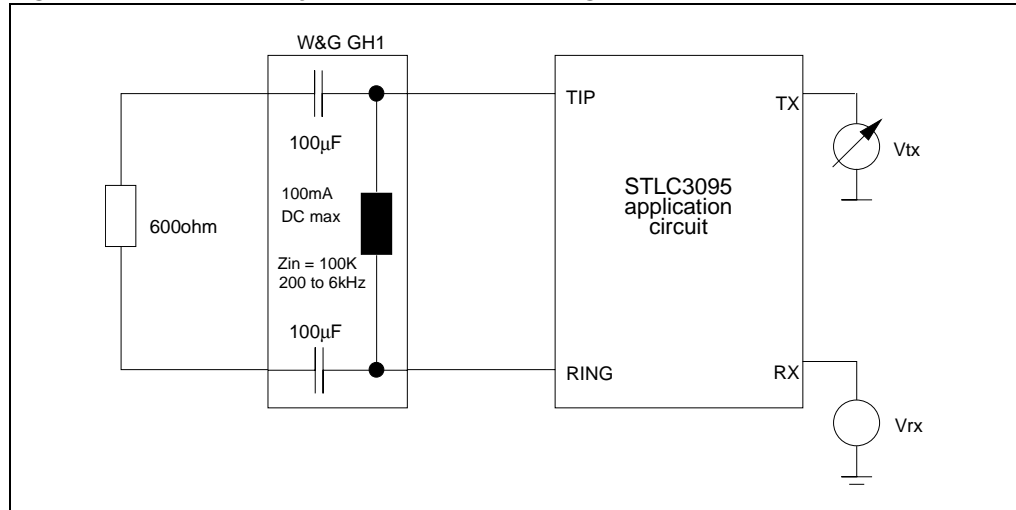 W&G GH1
TIP
TX
100μF
Vtx
100mA
DC max
STLC3095
application
circuit
600ohm
Zin = 100K
200 to 6kHz
100μF
RING
RX
Vrx